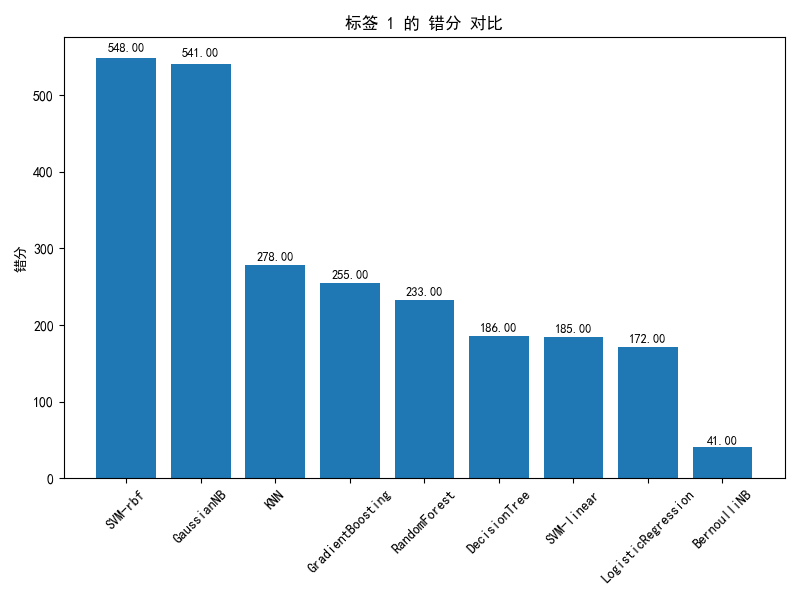 标签 1 的 错分 对比
错分
500
400
300
200
100
0
548.00
541.00
278.00
255.00
233.00
186.00
185.00
172.00
41.00
SVM-rbf
GaussianNB
KNN
GradientBoosting
RandomForest
DecisionTree
SVM-linear
LogisticRegression
BernoulliNB